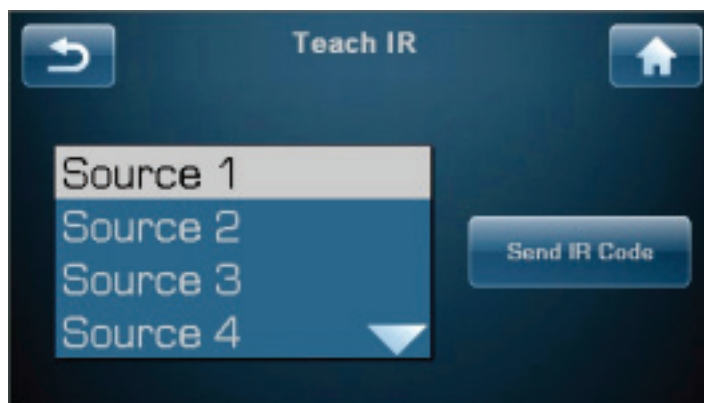 Teach IR
Source 1
Source 2
Source 3
Source 4
Send IR Code